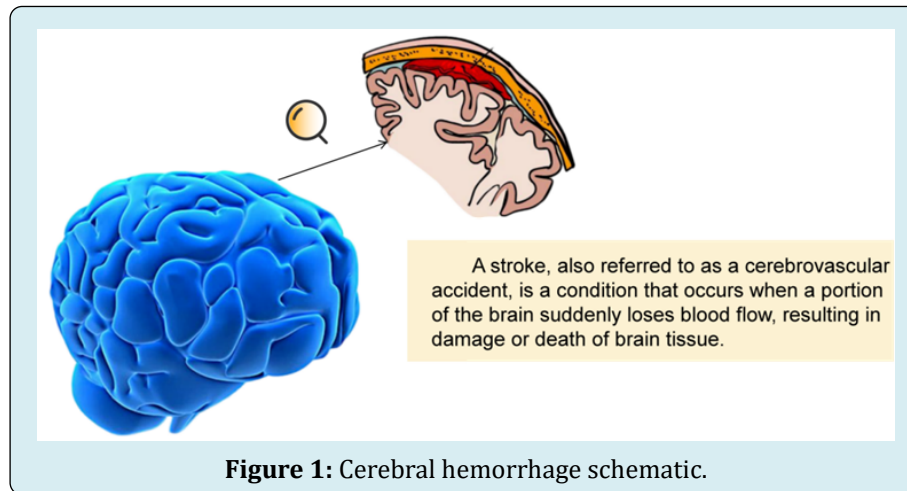 A stroke, also referred to as a cerebrovascular
accident, is a condition that occurs when a portion
of the brain suddenly loses blood flow, resulting in
damage or death of brain tissue.
Figure 1: Cerebral hemorrhage schematic.